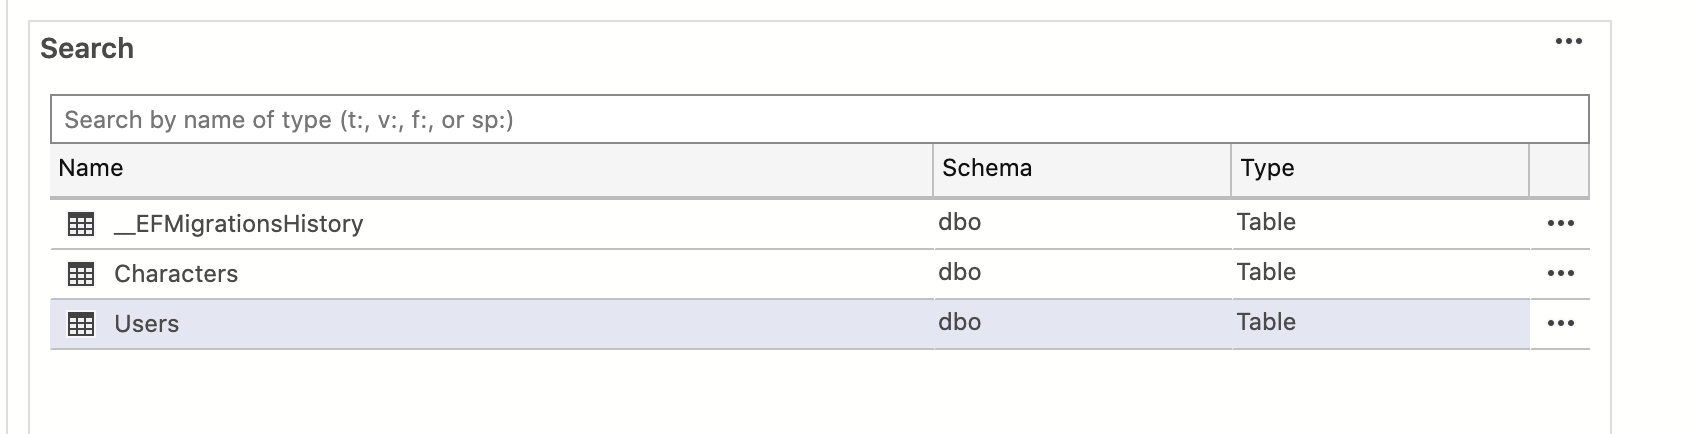 Search
Search by name of type (t:, v:, f:, or sp:)
Name Schema Type
__EFMigrationsHistory dbo Table
Characters dbo Table
Users dbo Table